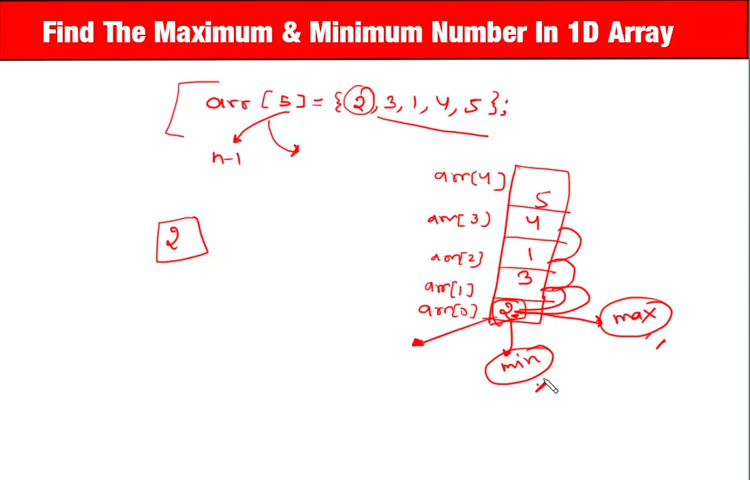 Find The Maximum & Minimum Number In 1D Array
arr[5] = {2, 3, 1, 4, 5};
n-1
arr[4] 5
arr[3] 4
2
arr[2] 1
arr[1] 3
arr[0] 2
max
min